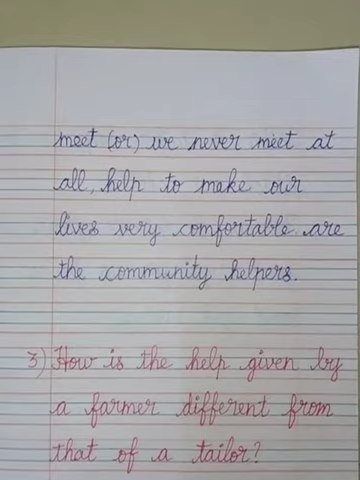 meet (or) we never meet at
all, help to make our
lives very comfortable are
the community helpers.
3) How is the help given by
a farmer different from
that of a tailor?